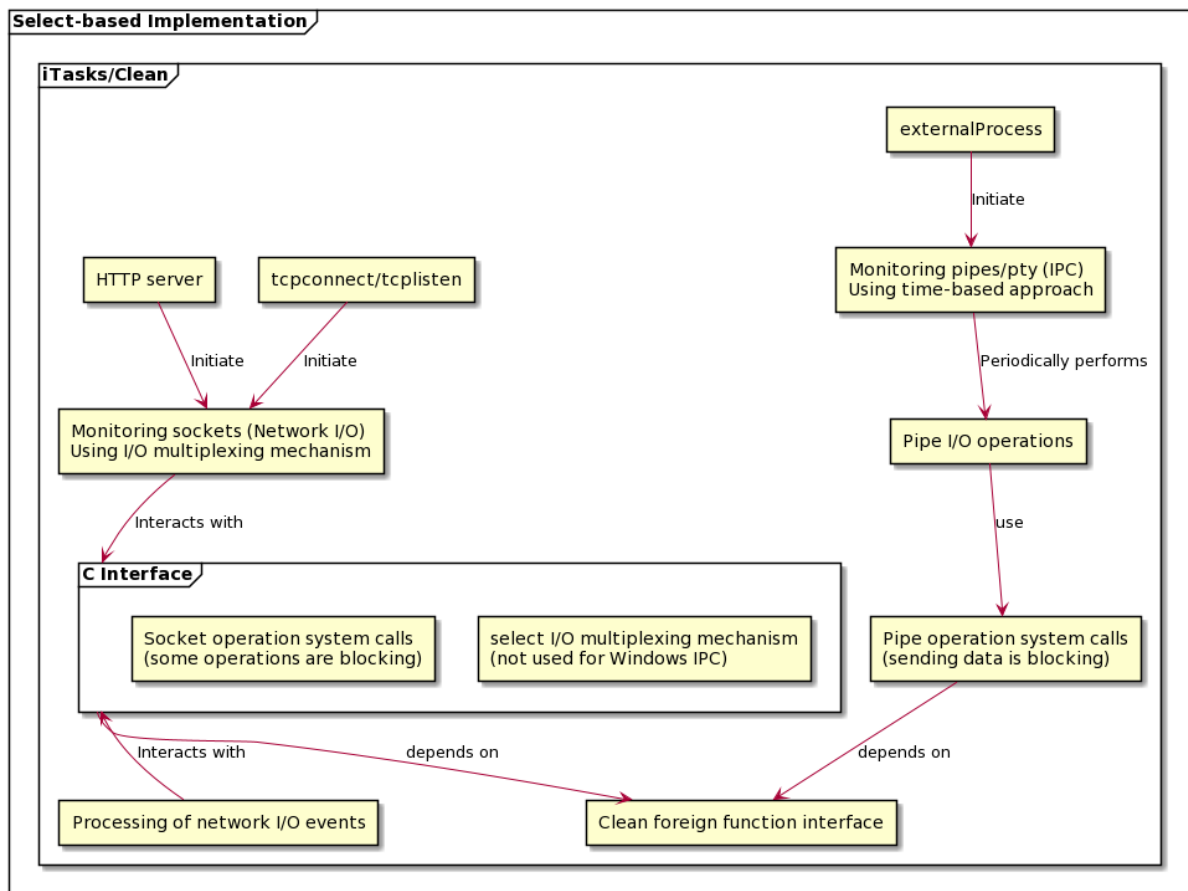 Select-based Implementation
iTasks/Clean
externalProcess
Initiate
HTTP server
tcpconnect/tcplisten
Monitoring pipes/pty (IPC)
Using time-based approach
Initiate
Initiate
Periodically performs
Monitoring sockets (Network I/O)
Using I/O multiplexing mechanism
Pipe I/O operations
Interacts with
use
C Interface
Socket operation system calls
(some operations are blocking)
select I/O multiplexing mechanism
(not used for Windows IPC)
Pipe operation system calls
(sending data is blocking)
Interacts with
depends on
depends on
Processing of network I/O events
Clean foreign function interface